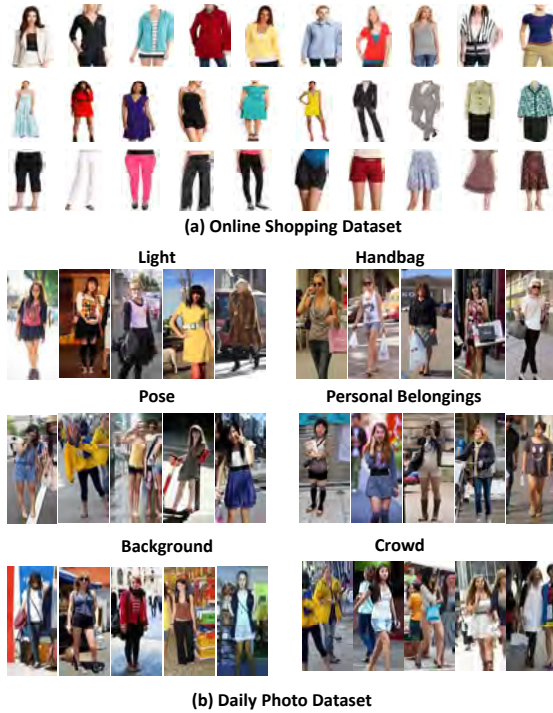 (a) Online Shopping Dataset
Light Handbag
Pose Personal Belongings
Background Crowd
(b) Daily Photo Dataset